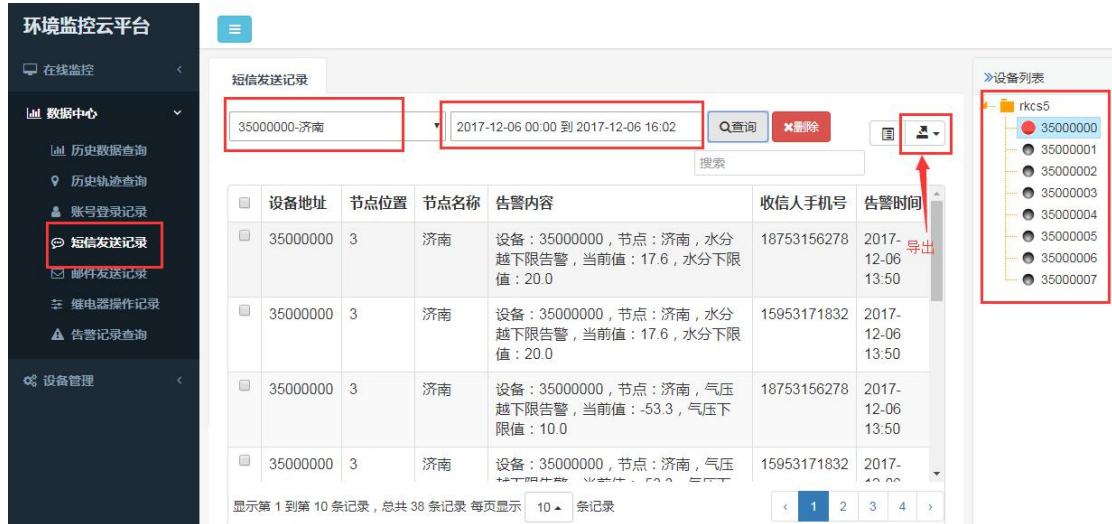 环境监控云平台
在线监控
数据中心
历史数据查询
历史轨迹查询
账号登录记录
短信发送记录
邮件发送记录
继电器操作记录
告警记录查询
设备管理
短信发送记录
35000000-济南
2017-12-06 00:00 到 2017-12-06 16:02
查询
删除
搜索
导出
设备地址 节点位置 节点名称 告警内容 收信人手机号 告警时间
35000000 3 济南 设备：35000000，节点：济南，水分 18753156278 2017-
越下限告警，当前值：17.6，水分下限 12-06
值：20.0 13:50
35000000 3 济南 设备：35000000，节点：济南，水分 15953171832 2017-
越下限告警，当前值：17.6，水分下限 12-06
值：20.0 13:50
35000000 3 济南 设备：35000000，节点：济南，气压 18753156278 2017-
越下限告警，当前值：-53.3，气压下 12-06
限值：10.0 13:50
35000000 3 济南 设备：35000000，节点：济南，气压 15953171832 2017-
显示第 1 到第 10 条记录，总共 38 条记录 每页显示 10 条记录
‹ 1 2 3 4 ›
设备列表
rkcs5
35000000
35000001
35000002
35000003
35000004
35000005
35000006
35000007